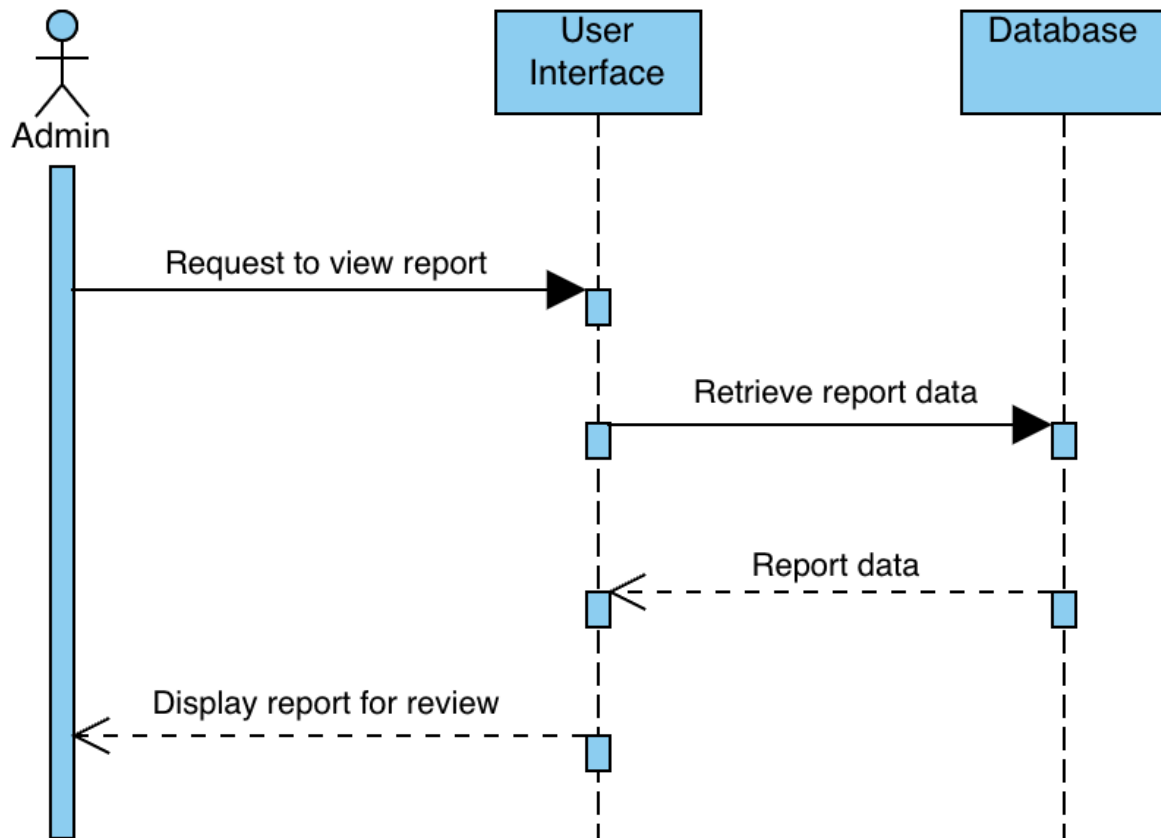 User
Interface
Database
Admin
Request to view report
Retrieve report data
Report data
Display report for review